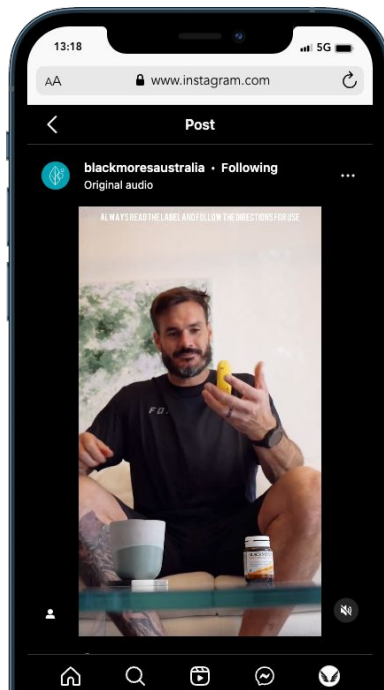 13:18
5G
AA
www.instagram.com
Post
blackmoresaustralia • Following
Original audio
ALWAYS READ THE LABEL AND FOLLOW THE DIRECTIONS FOR USE
FO